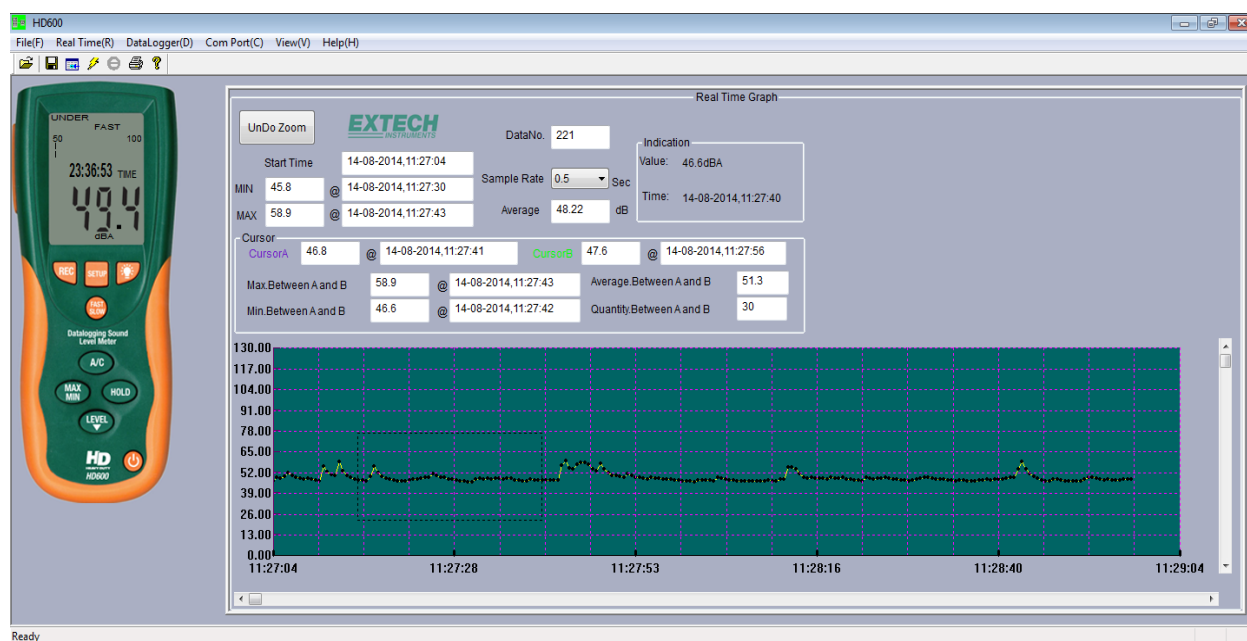 HD600
File(F) Real Time(R) DataLogger(D) Com Port(C) View(V) Help(H)
UNDER
FAST
50 100
23:36:53 TIME
49.4
dBA
REC SETUP
FAST SLOW
Datalogging Sound
Level Meter
A/C
MAX MIN HOLD
LEVEL
HD
HEAVY DUTY
HD600
Real Time Graph
UnDo Zoom EXTECH INSTRUMENTS DataNo. 221
Start Time 14-08-2014,11:27:04
MIN 45.8 @ 14-08-2014,11:27:30 Sample Rate 0.5 Sec
MAX 58.9 @ 14-08-2014,11:27:43 Average 48.22 dB
Indication
Value: 46.6dBA
Time: 14-08-2014,11:27:40
Cursor
CursorA 46.8 @ 14-08-2014,11:27:41 CursorB 47.6 @ 14-08-2014,11:27:56
Max.Between A and B 58.9 @ 14-08-2014,11:27:43 Average.Between A and B 51.3
Min.Between A and B 46.6 @ 14-08-2014,11:27:42 Quantity.Between A and B 30
130.00
117.00
104.00
91.00
78.00
65.00
52.00
39.00
26.00
13.00
0.00
11:27:04 11:27:28 11:27:53 11:28:16 11:28:40 11:29:04
Ready